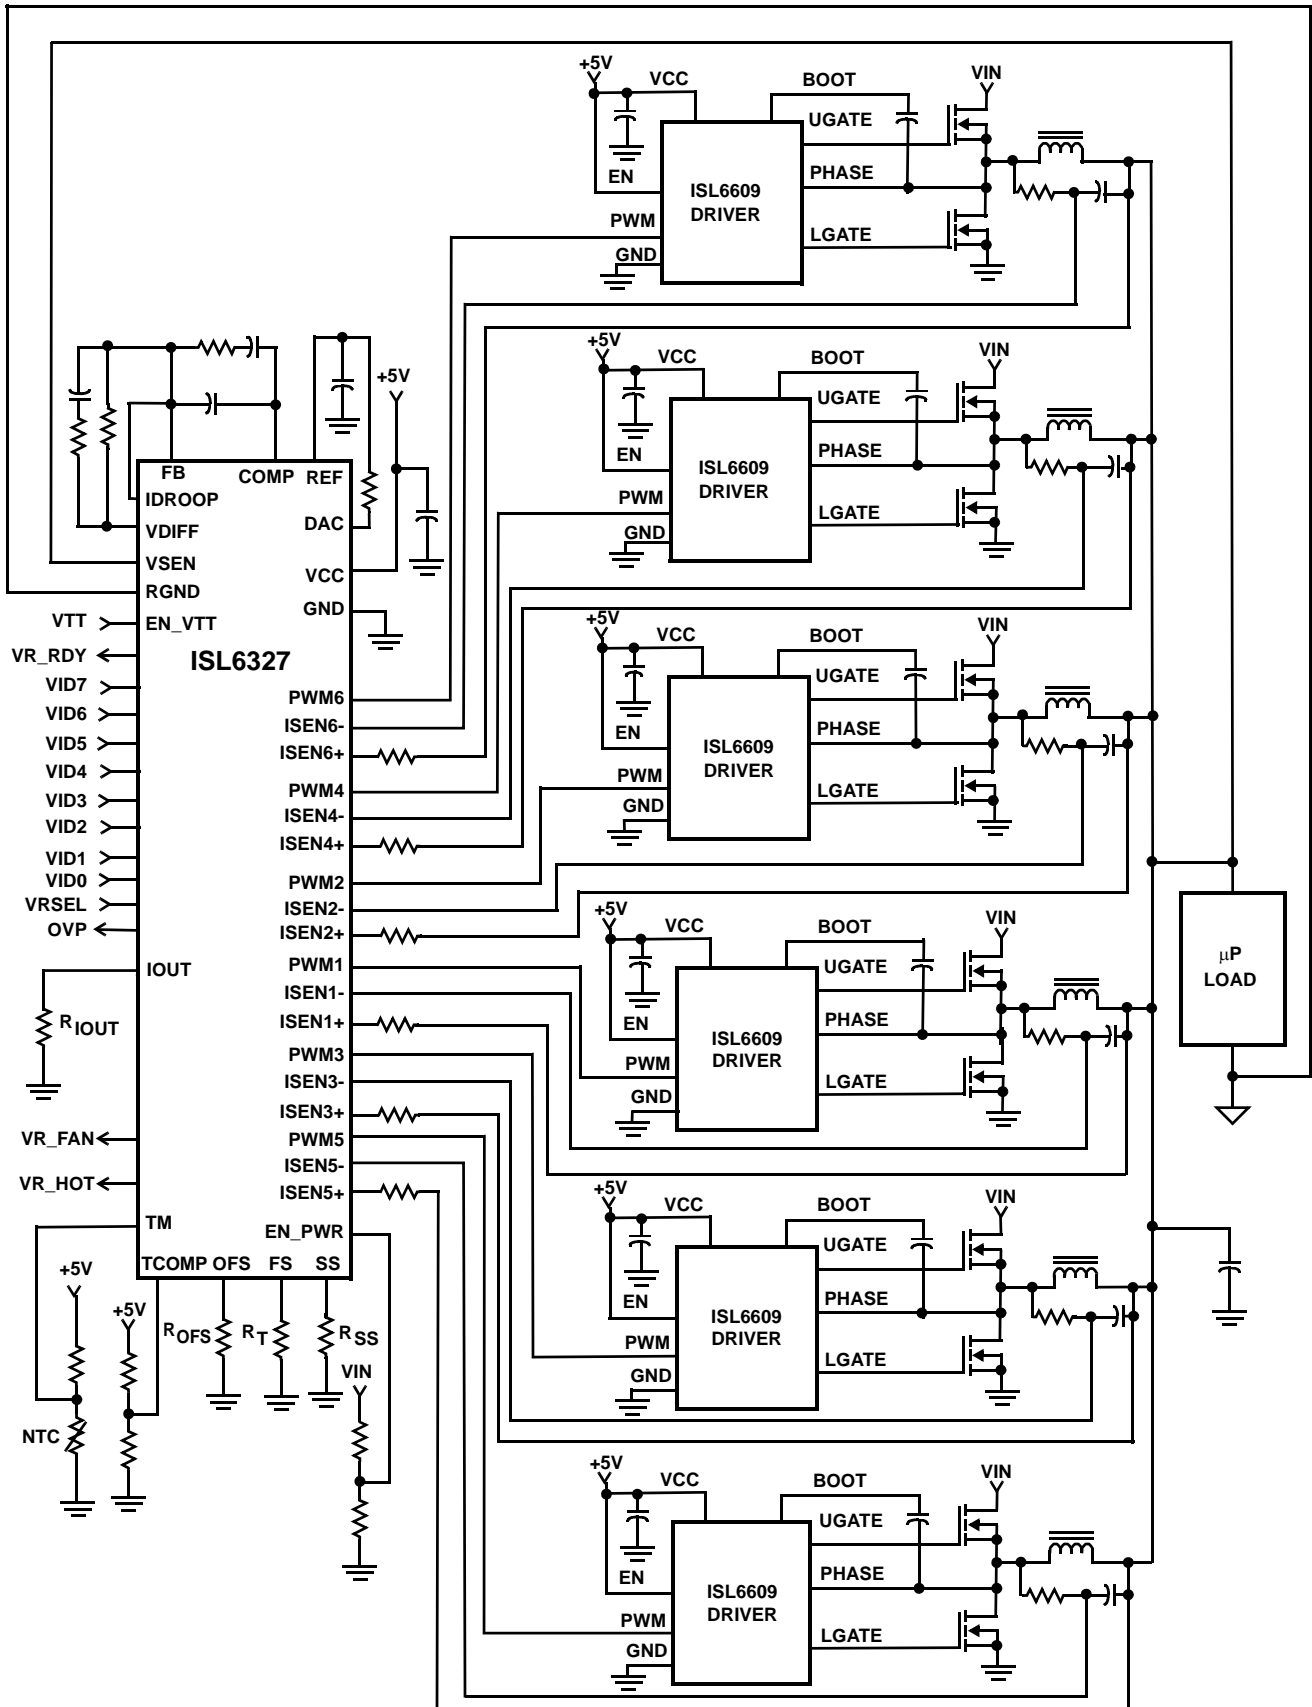 +5V
VCC
BOOT
VIN
UGATE
EN
PHASE
ISL6609
DRIVER
PWM
LGATE
GND
+5V
VCC
BOOT
VIN
UGATE
EN
PHASE
ISL6609
DRIVER
PWM
LGATE
GND
+5V
VCC
BOOT
VIN
UGATE
EN
PHASE
ISL6609
DRIVER
PWM
LGATE
GND
+5V
VCC
BOOT
VIN
UGATE
EN
PHASE
ISL6609
DRIVER
PWM
LGATE
GND
+5V
VCC
BOOT
VIN
UGATE
EN
PHASE
ISL6609
DRIVER
PWM
LGATE
GND
+5V
VCC
BOOT
VIN
UGATE
EN
PHASE
ISL6609
DRIVER
PWM
LGATE
GND
+5V
FB
COMP
REF
IDROOP
DAC
VDIFF
VSEN
VCC
RGND
GND
VTT
EN_VTT
ISL6327
VR_RDY
VID7
VID6
VID5
VID4
VID3
VID2
VID1
VID0
VRSEL
OVP
IOUT
RIOUT
VR_FAN
VR_HOT
TM
PWM6
ISEN6-
ISEN6+
PWM4
ISEN4-
ISEN4+
PWM2
ISEN2-
ISEN2+
PWM1
ISEN1-
ISEN1+
PWM3
ISEN3-
ISEN3+
PWM5
ISEN5-
ISEN5+
EN_PWR
TCOMP
OFS
FS
SS
+5V
+5V
ROFS
RT
RSS
VIN
NTC
μP
LOAD